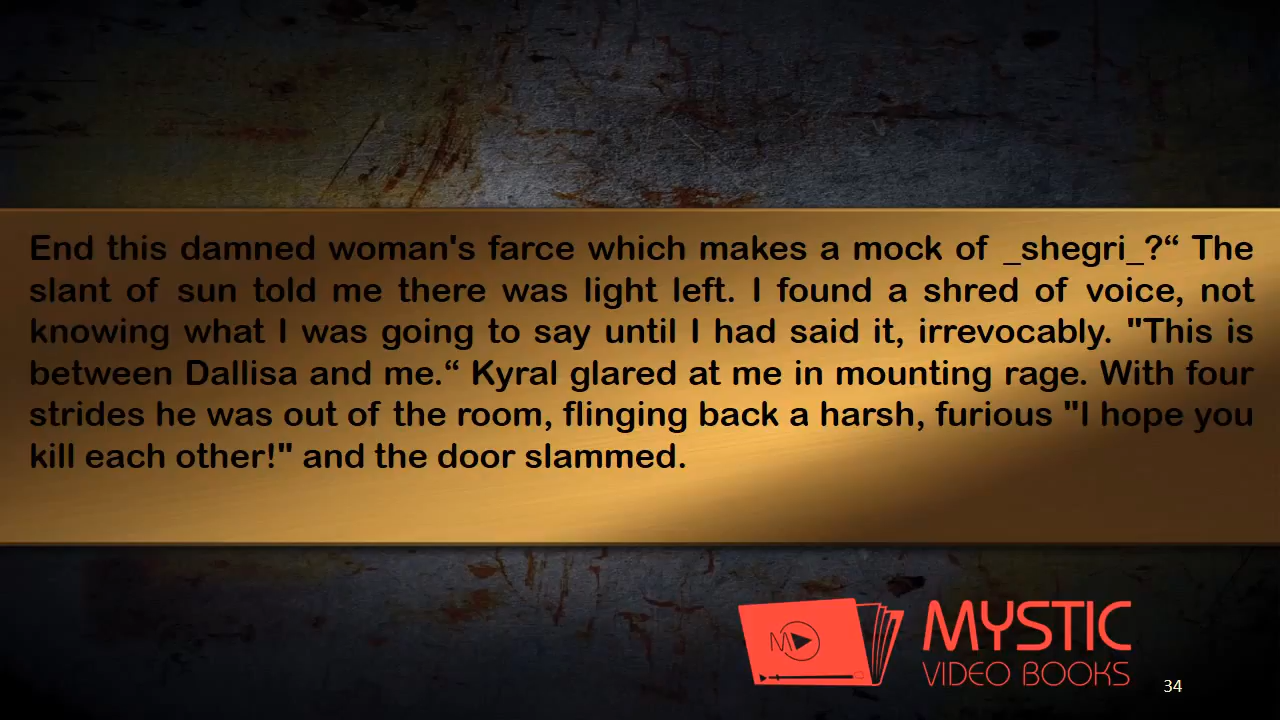 End this damned woman's farce which makes a mock of _shegri_?“ The
slant of sun told me there was light left. I found a shred of voice, not
knowing what I was going to say until I had said it, irrevocably. "This is
between Dallisa and me.“ Kyral glared at me in mounting rage. With four
strides he was out of the room, flinging back a harsh, furious "I hope you
kill each other!" and the door slammed.
MYSTIC
VIDEO BOOKS
34